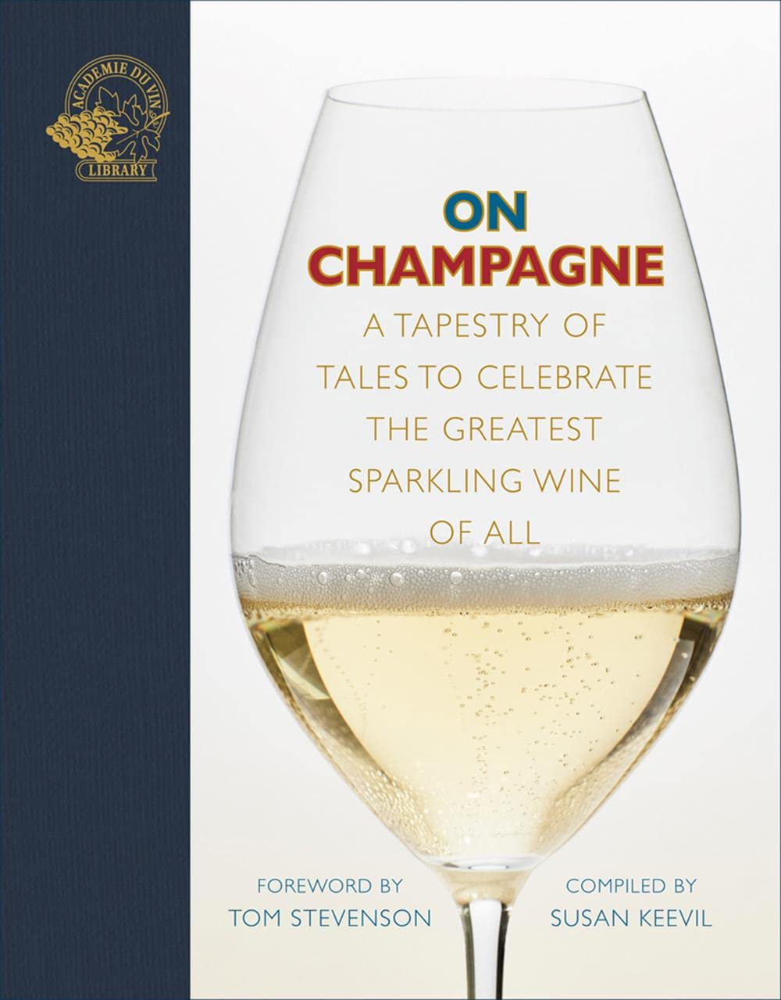 ACADEMIE DU VIN
LIBRARY
ON
CHAMPAGNE
A TAPESTRY OF
TALES TO CELEBRATE
THE GREATEST
SPARKLING WINE
OF ALL
FOREWORD BY
TOM STEVENSON
COMPILED BY
SUSAN KEEVIL